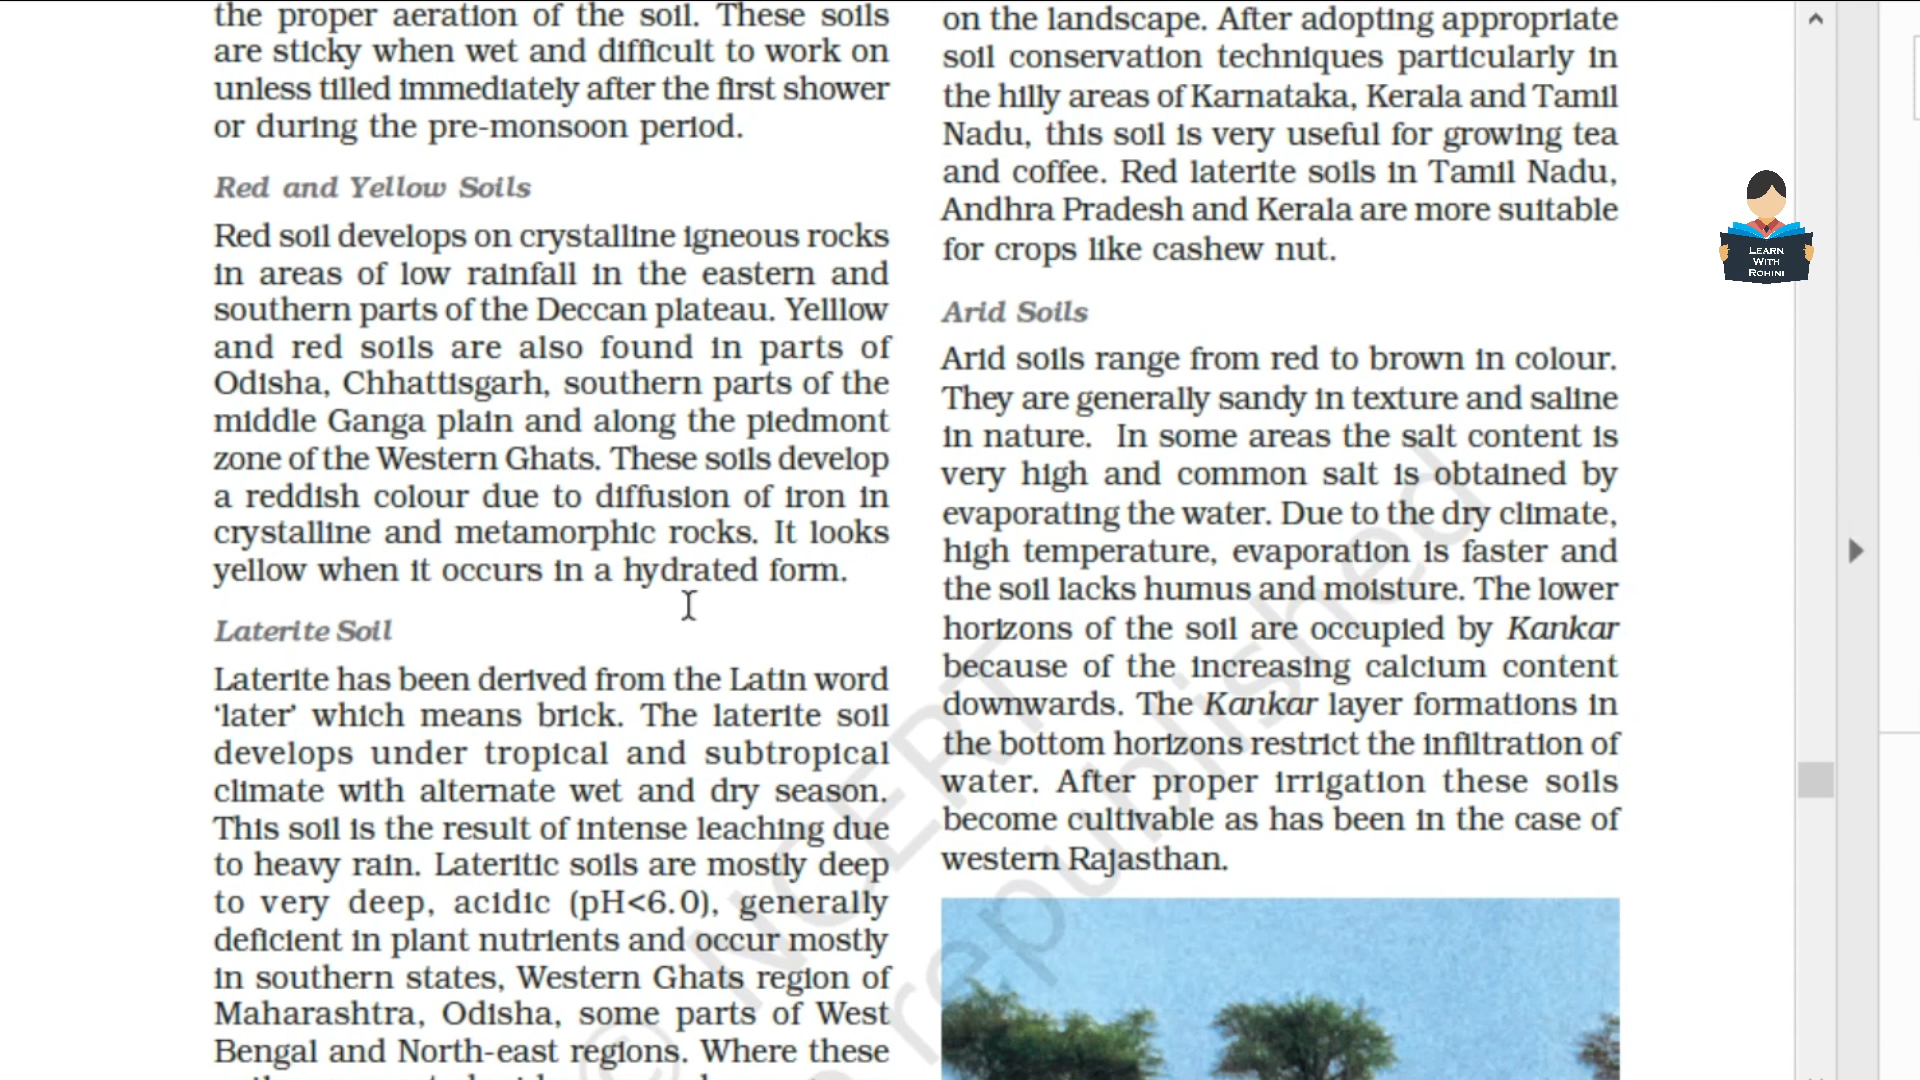 the proper aeration of the soil. These soils
are sticky when wet and difficult to work on
unless tilled immediately after the first shower
or during the pre-monsoon period.
Red and Yellow Soils
Red soil develops on crystalline igneous rocks
in areas of low rainfall in the eastern and
southern parts of the Deccan plateau. Yelllow
and red soils are also found in parts of
Odisha, Chhattisgarh, southern parts of the
middle Ganga plain and along the piedmont
zone of the Western Ghats. These soils develop
a reddish colour due to diffusion of iron in
crystalline and metamorphic rocks. It looks
yellow when it occurs in a hydrated form.
Laterite Soil
Laterite has been derived from the Latin word
‘later’ which means brick. The laterite soil
develops under tropical and subtropical
climate with alternate wet and dry season.
This soil is the result of intense leaching due
to heavy rain. Lateritic soils are mostly deep
to very deep, acidic (pH<6.0), generally
deficient in plant nutrients and occur mostly
in southern states, Western Ghats region of
Maharashtra, Odisha, some parts of West
Bengal and North-east regions. Where these
on the landscape. After adopting appropriate
soil conservation techniques particularly in
the hilly areas of Karnataka, Kerala and Tamil
Nadu, this soil is very useful for growing tea
and coffee. Red laterite soils in Tamil Nadu,
Andhra Pradesh and Kerala are more suitable
for crops like cashew nut.
Arid Soils
Arid soils range from red to brown in colour.
They are generally sandy in texture and saline
in nature. In some areas the salt content is
very high and common salt is obtained by
evaporating the water. Due to the dry climate,
high temperature, evaporation is faster and
the soil lacks humus and moisture. The lower
horizons of the soil are occupied by Kankar
because of the increasing calcium content
downwards. The Kankar layer formations in
the bottom horizons restrict the infiltration of
water. After proper irrigation these soils
become cultivable as has been in the case of
western Rajasthan.
LEARN
WITH
ROHINI
© NCERT
republished